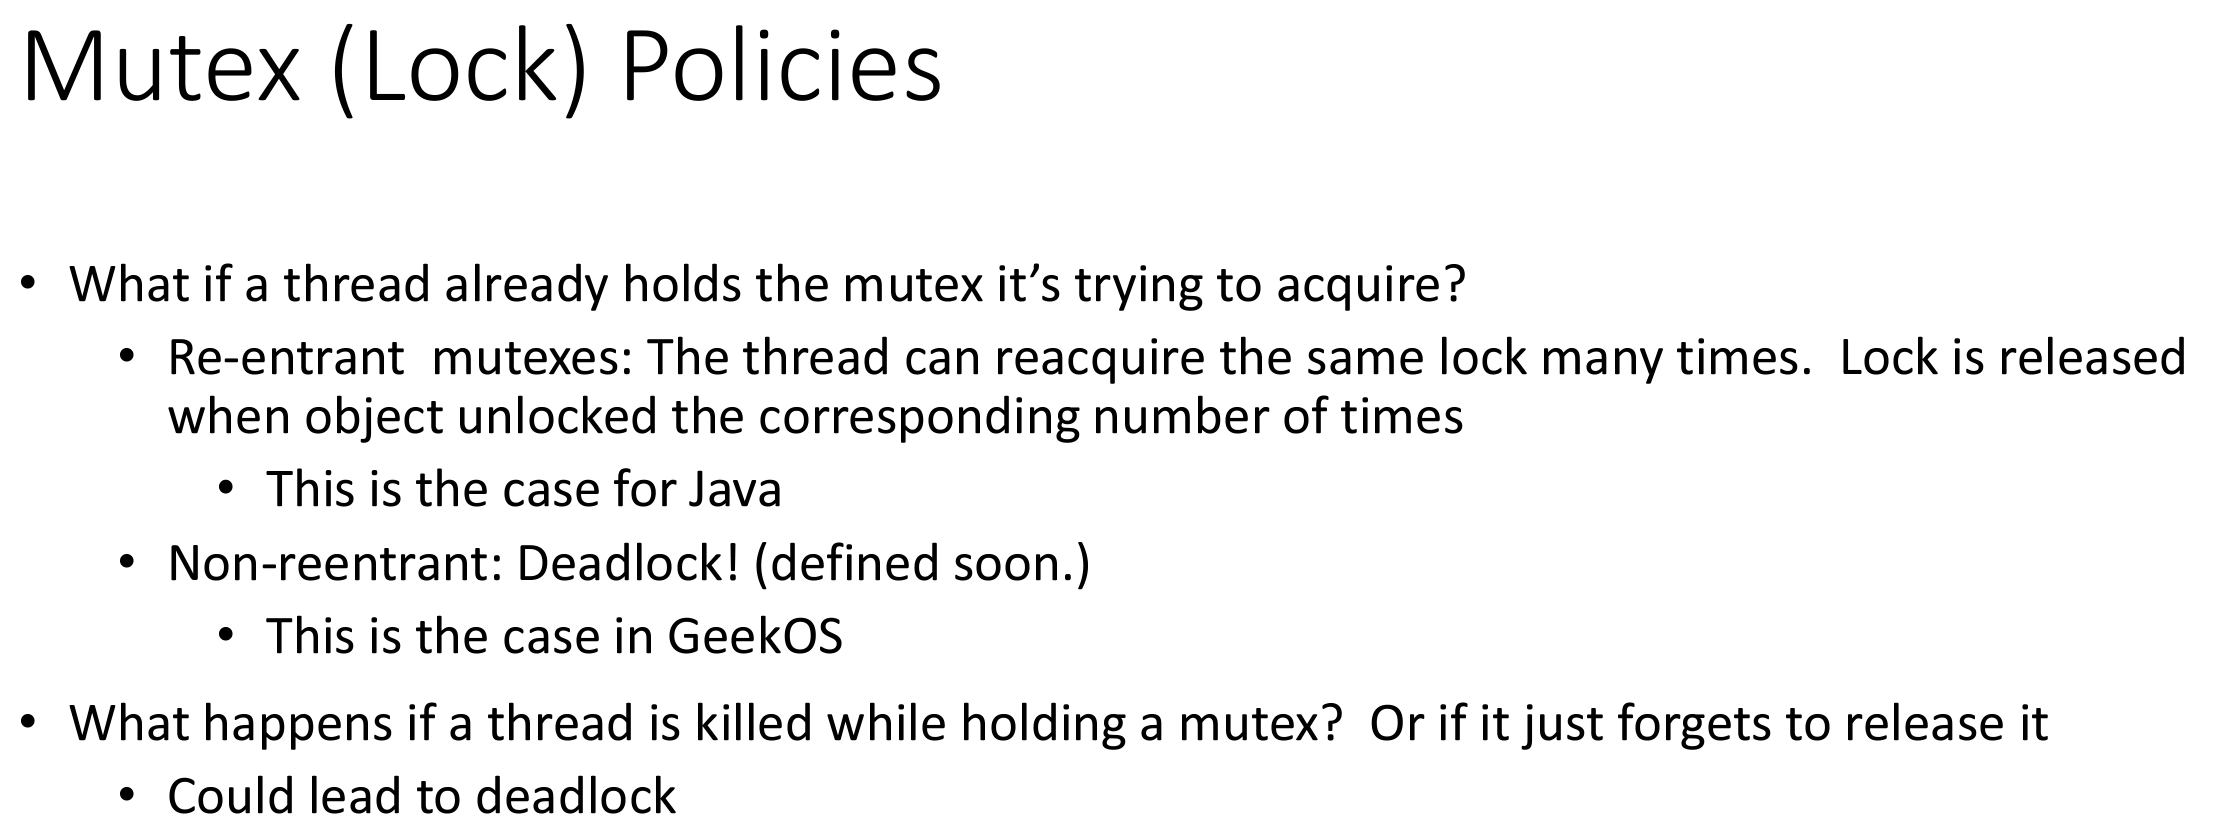 Mutex (Lock) Policies
• What if a thread already holds the mutex it’s trying to acquire?
• Re-entrant  mutexes: The thread can reacquire the same lock many times.  Lock is released
when object unlocked the corresponding number of times
• This is the case for Java
• Non-reentrant: Deadlock! (defined soon.)
• This is the case in GeekOS
• What happens if a thread is killed while holding a mutex?  Or if it just forgets to release it
• Could lead to deadlock